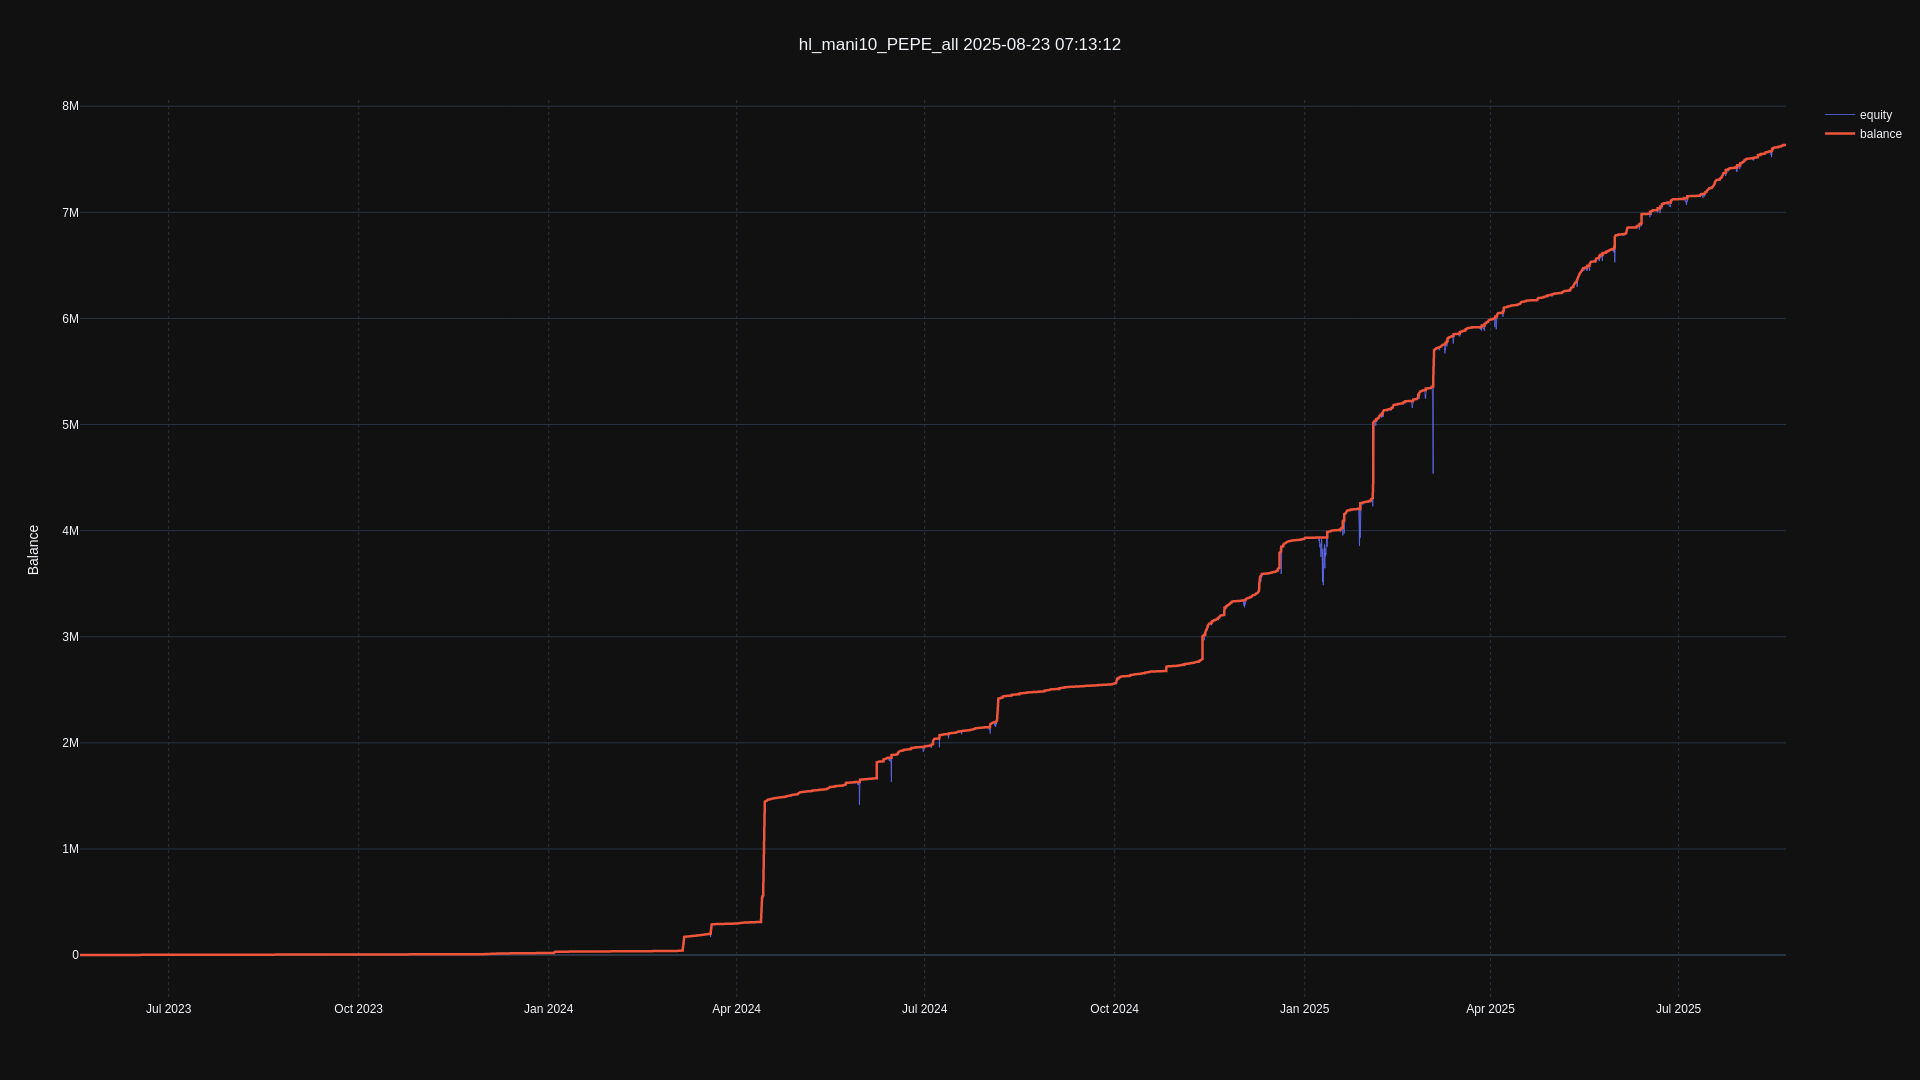 hl_mani10_PEPE_all 2025-08-23 07:13:12
equity
balance
8M
7M
6M
5M
4M
3M
2M
1M
0
Balance
Jul 2023
Oct 2023
Jan 2024
Apr 2024
Jul 2024
Oct 2024
Jan 2025
Apr 2025
Jul 2025